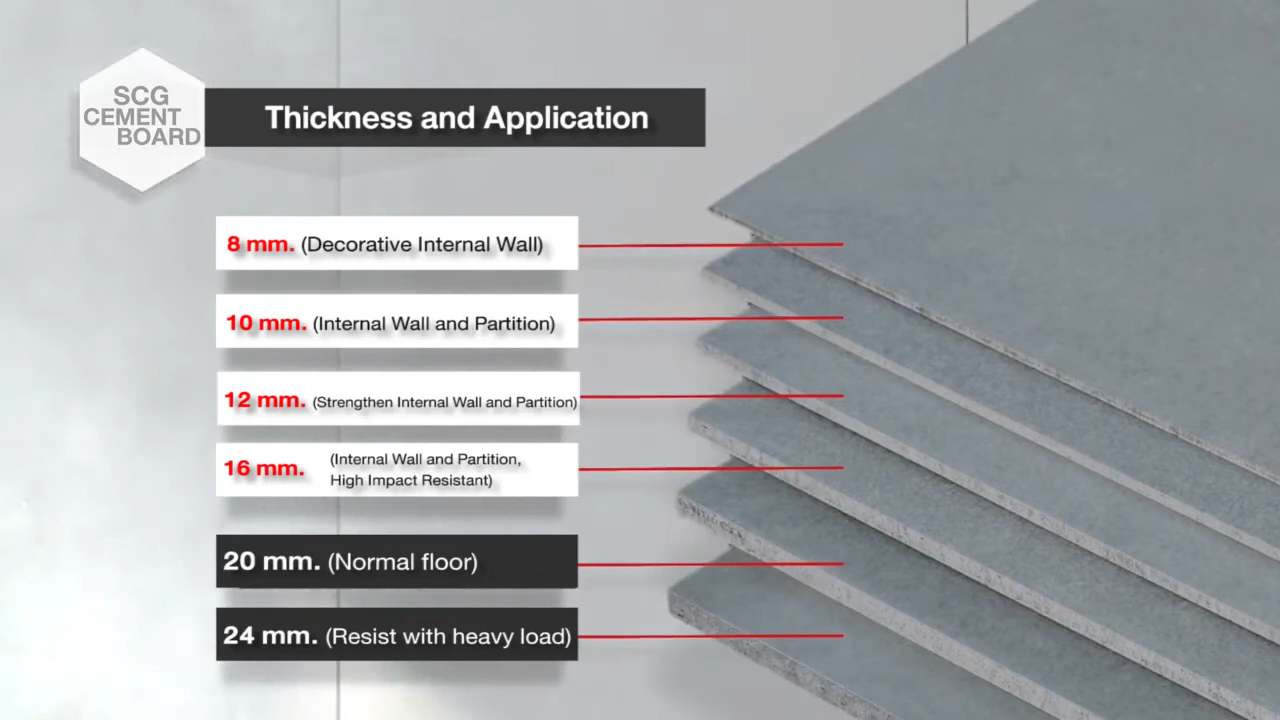 SCG
CEMENT
BOARD
Thickness and Application
8 mm. (Decorative Internal Wall)
10 mm. (Internal Wall and Partition)
12 mm. (Strengthen Internal Wall and Partition)
16 mm. (Internal Wall and Partition,
High Impact Resistant)
20 mm. (Normal floor)
24 mm. (Resist with heavy load)